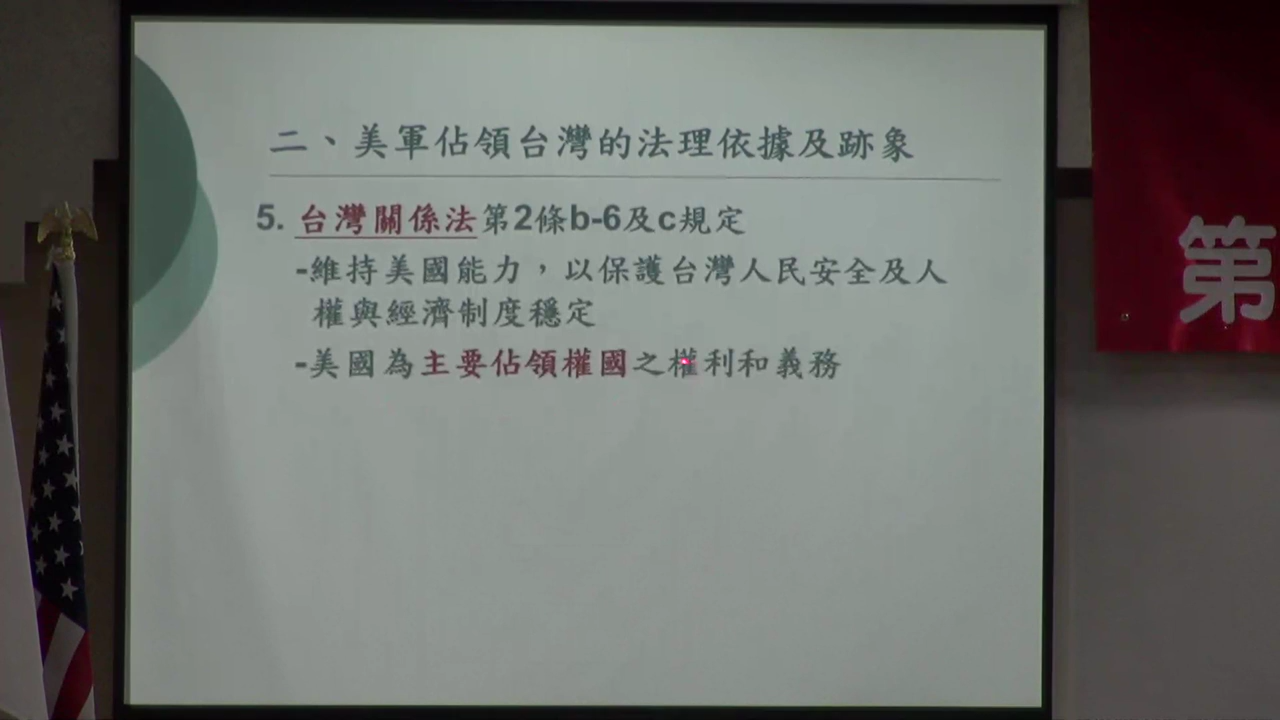 二、美軍佔領台灣的法理依據及跡象
5. 台灣關係法第2條b-6及c規定
-維持美國能力，以保護台灣人民安全及人
權與經濟制度穩定
-美國為主要佔領權國之權利和義務
第